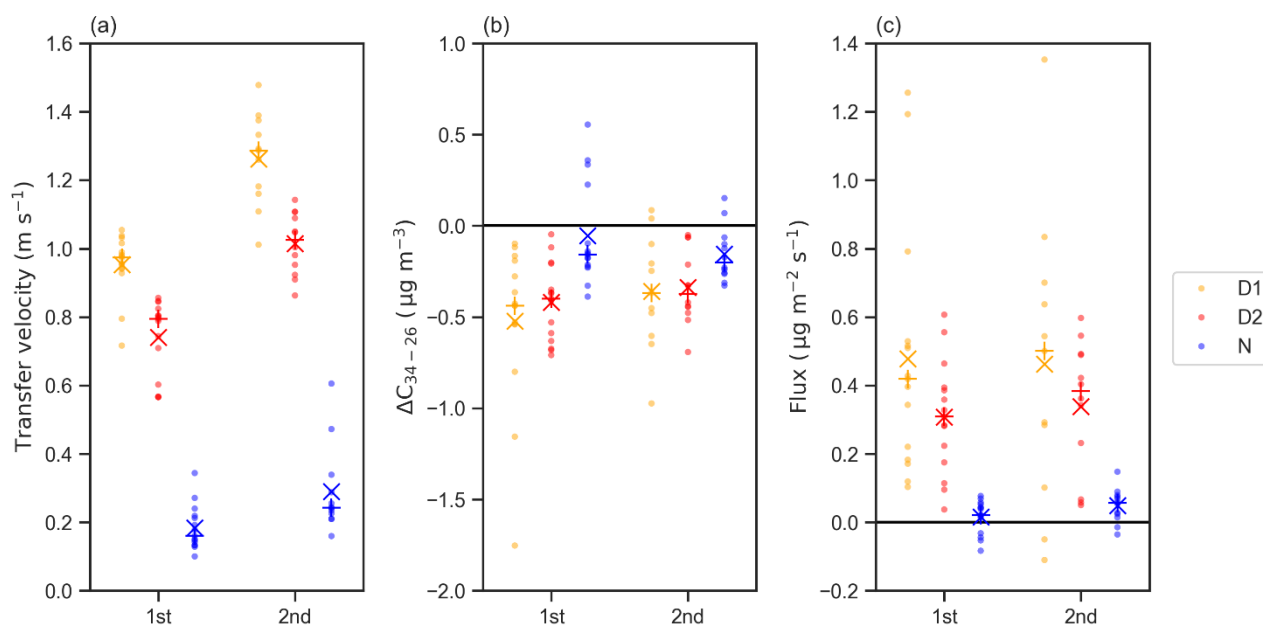 (a)
(b)
(c)
Transfer velocity (m s⁻¹)
1.6
1.4
1.2
1.0
0.8
0.6
0.4
0.2
0.0
1st 2nd
ΔC₃₄₋₂₆ (µg m⁻³)
1.0
0.5
0.0
−0.5
−1.0
−1.5
−2.0
1st 2nd
Flux (µg m⁻² s⁻¹)
1.4
1.2
1.0
0.8
0.6
0.4
0.2
0.0
−0.2
1st 2nd
D1
D2
N